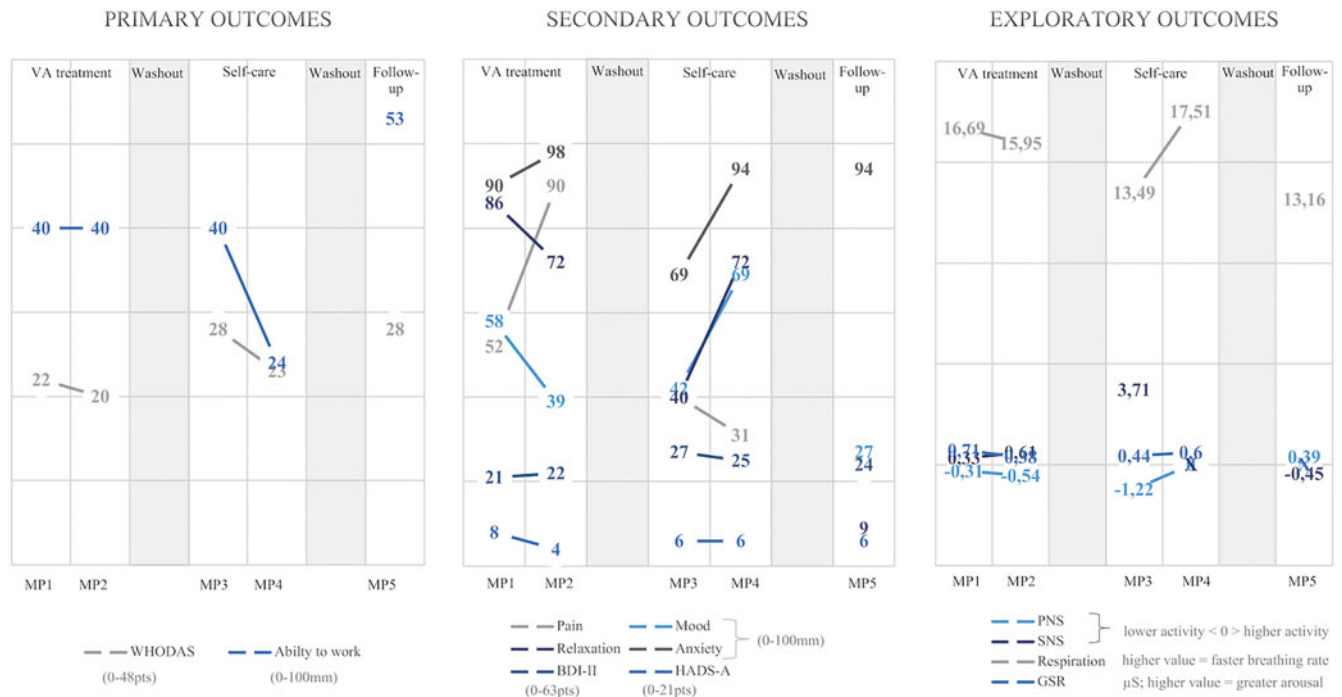 PRIMARY OUTCOMES
VA treatment Washout Self-care Washout Follow-up
53
40 40 40
28 28
24
23
22 20
MP1 MP2 MP3 MP4 MP5
WHODAS Abilty to work
(0-48pts) (0-100mm)
SECONDARY OUTCOMES
VA treatment Washout Self-care Washout Follow-up
98
90 90 94 94
86
72 69 72
69
58
52
39 42
40
31
27 25 27
24
21 22
8 4 6 6 9
6
MP1 MP2 MP3 MP4 MP5
Pain Mood
Relaxation Anxiety (0-100mm)
BDI-II HADS-A
(0-63pts) (0-21pts)
EXPLORATORY OUTCOMES
VA treatment Washout Self-care Washout Follow-up
16,69 15,95 17,51
13,49 13,16
3,71
0,71 0,61
0,33 0,44 0,6 0,39
-0,31 -0,54 -0,45
-1,22
MP1 MP2 MP3 MP4 MP5
PNS
SNS lower activity < 0 > higher activity
Respiration higher value = faster breathing rate
GSR µS; higher value = greater arousal